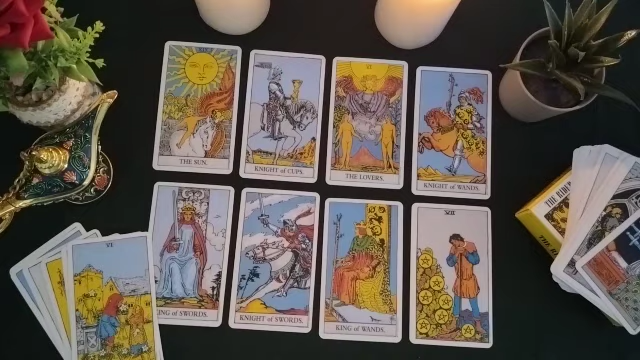 THE SUN.
KNIGHT of CUPS.
VI
THE LOVERS.
KNIGHT of WANDS.
KING of SWORDS.
KNIGHT of SWORDS.
KING of WANDS.
VII
VI